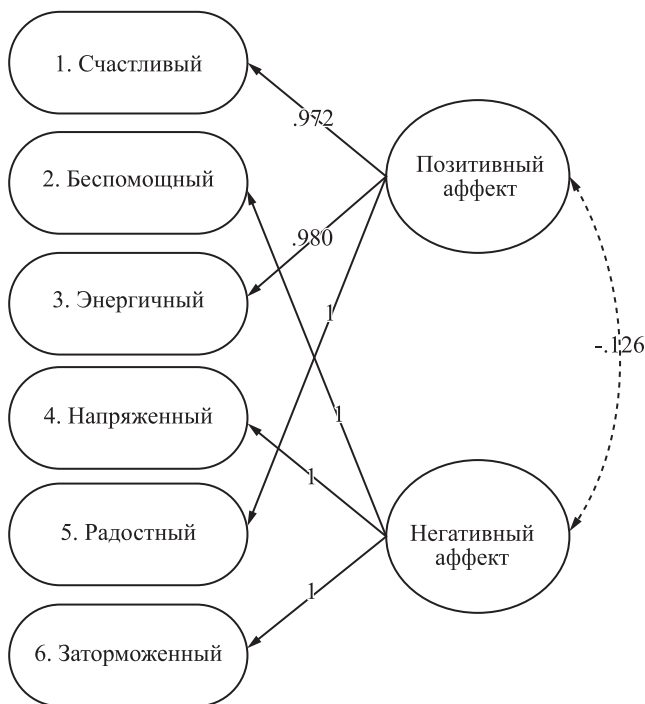 1. Счастливый
.972
2. Беспомощный
Позитивный
аффект
.980
3. Энергичный
1
-.126
4. Напряженный
1
1
5. Радостный
Негативный
аффект
1
6. Заторможенный